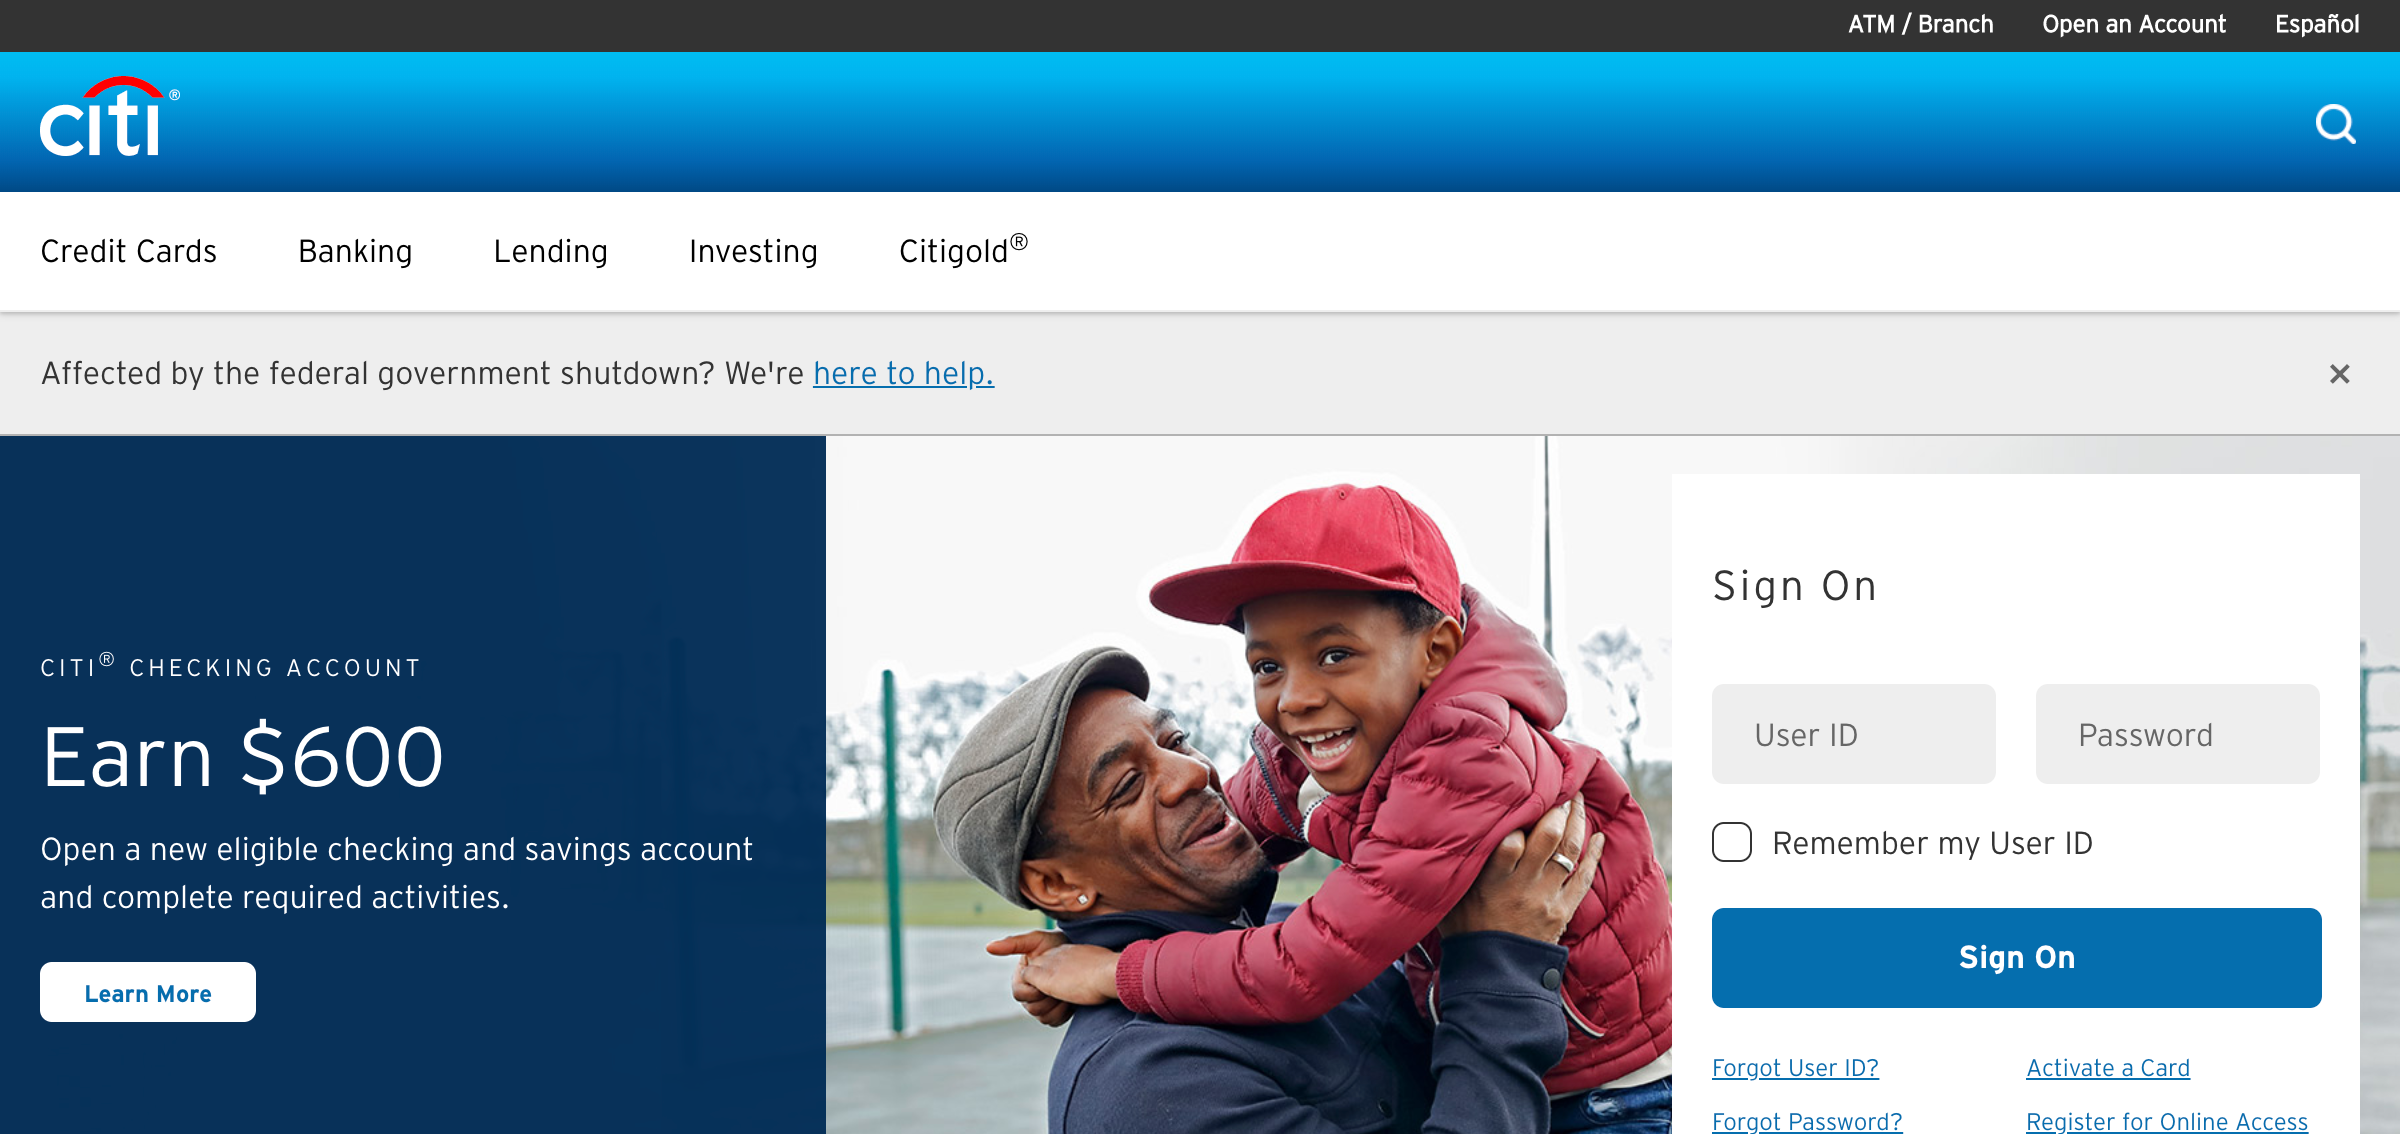 ATM / Branch Open an Account Español
citi®
Credit Cards Banking Lending Investing Citigold®
Affected by the federal government shutdown? We're here to help.
CITI® CHECKING ACCOUNT
Earn $600
Open a new eligible checking and savings account
and complete required activities.
Learn More
Sign On
User ID Password
Remember my User ID
Sign On
Forgot User ID? Activate a Card
Forgot Password? Register for Online Access